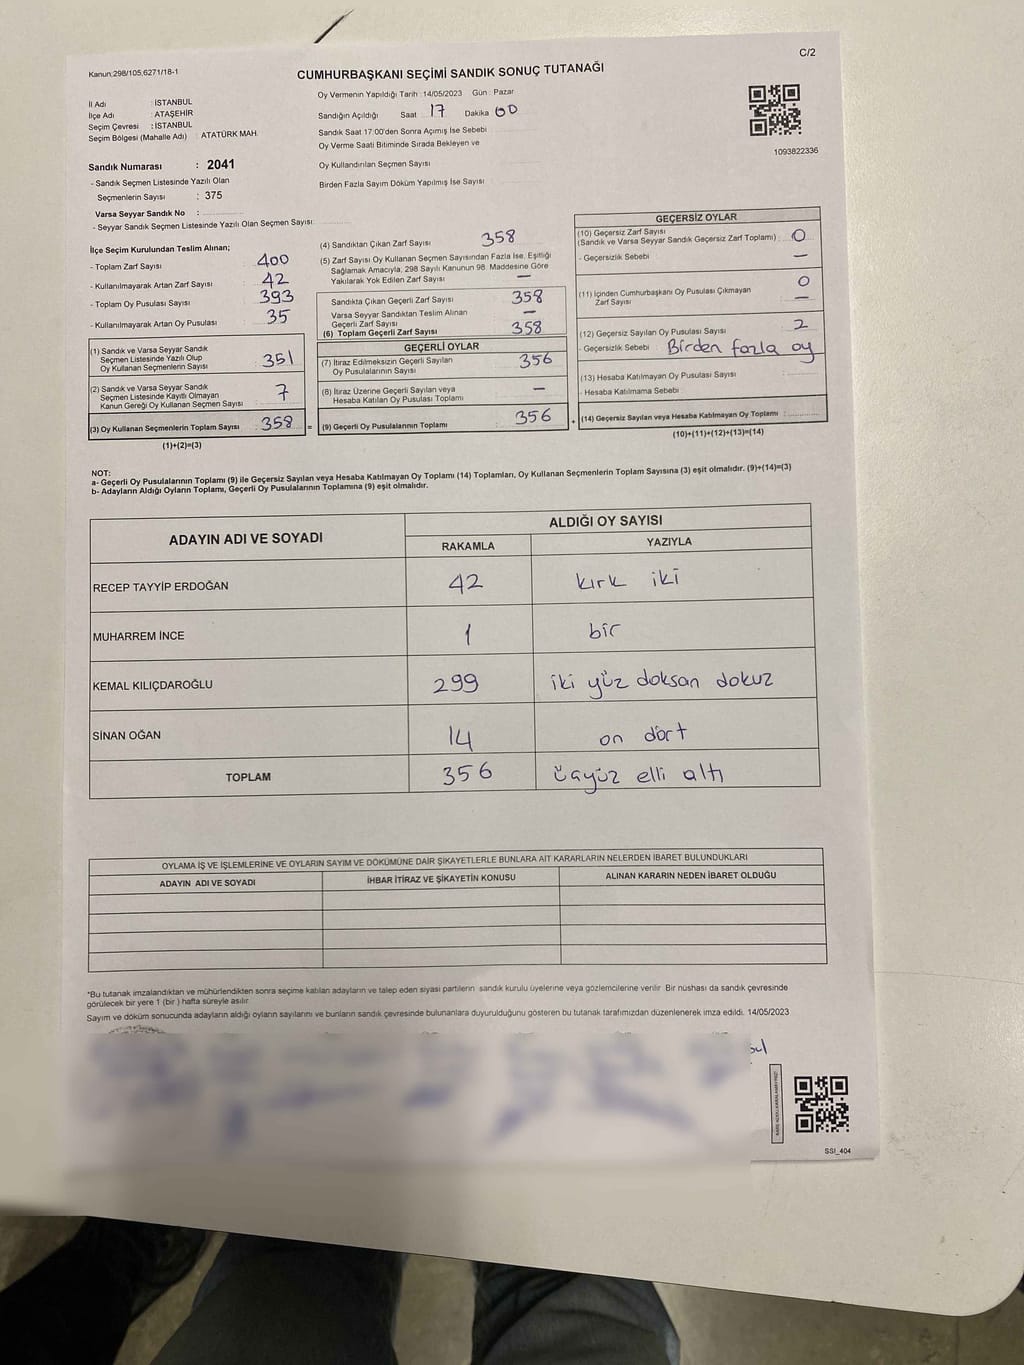 C/2
Kanun:298/105,6271/18-1
CUMHURBAŞKANI SEÇİMİ SANDIK SONUÇ TUTANAĞI
İl Adı : İSTANBUL
İlçe Adı : ATAŞEHİR
Seçim Çevresi : İSTANBUL
Seçim Bölgesi (Mahalle Adı) : ATATÜRK MAH.
Sandık Numarası : 2041
- Sandık Seçmen Listesinde Yazılı Olan
Seçmenlerin Sayısı : 375
Varsa Seyyar Sandık No :
- Seyyar Sandık Seçmen Listesinde Yazılı Olan Seçmen Sayısı:
Oy Vermenin Yapıldığı Tarih :14/05/2023 Gün : Pazar
Sandığın Açıldığı Saat 17 Dakika 00
Sandık Saat 17:00'den Sonra Açımış İse Sebebi
Oy Verme Saati Bitiminde Sırada Bekleyen ve
Oy Kullandırılan Seçmen Sayısı
Birden Fazla Sayım Döküm Yapılmış İse Sayısı
1093822336
İlçe Seçim Kurulundan Teslim Alınan;
- Toplam Zarf Sayısı : 400
- Kullanılmayarak Artan Zarf Sayısı : 42
- Toplam Oy Pusulası Sayısı : 393
- Kullanılmayarak Artan Oy Pusulası : 35
(1) Sandık ve Varsa Seyyar Sandık
Seçmen Listesinde Yazılı Olup
Oy Kullanan Seçmenlerin Sayısı : 351
(2) Sandık ve Varsa Seyyar Sandık
Seçmen Listesinde Kayıtlı Olmayan
Kanun Gereği Oy Kullanan Seçmen Sayısı : 7
(3) Oy Kullanan Seçmenlerin Toplam Sayısı : 358 =
(1)+(2)=(3)
(4) Sandıktan Çıkan Zarf Sayısı 358
(5) Zarf Sayısı Oy Kullanan Seçmen Sayısından Fazla İse, Eşitliği
Sağlamak Amacıyla, 298 Sayılı Kanunun 98. Maddesine Göre
Yakılarak Yok Edilen Zarf Sayısı : —
Sandıkta Çıkan Geçerli Zarf Sayısı : 358
Varsa Seyyar Sandıktan Teslim Alınan
Geçerli Zarf Sayısı : —
(6) Toplam Geçerli Zarf Sayısı : 358
GEÇERLİ OYLAR
(7) İtiraz Edilmeksizin Geçerli Sayılan
Oy Pusulalarının Sayısı : 356
(8) İtiraz Üzerine Geçerli Sayılan veya
Hesaba Katılan Oy Pusulası Toplamı : —
(9) Geçerli Oy Pusulalarının Toplamı : 356 +
GEÇERSİZ OYLAR
(10) Geçersiz Zarf Sayısı
(Sandık ve Varsa Seyyar Sandık Geçersiz Zarf Toplamı) : 0
- Geçersizlik Sebebi —
(11) İçinden Cumhurbaşkanı Oy Pusulası Çıkmayan 0
Zarf Sayısı —
(12) Geçersiz Sayılan Oy Pusulası Sayısı 2
- Geçersizlik Sebebi Birden fazla oy
(13) Hesaba Katılmayan Oy Pusulası Sayısı
- Hesaba Katılmama Sebebi
(14) Geçersiz Sayılan veya Hesaba Katılmayan Oy Toplamı :
(10)+(11)+(12)+(13)=(14)
NOT:
a- Geçerli Oy Pusulalarının Toplamı (9) ile Geçersiz Sayılan veya Hesaba Katılmayan Oy Toplamı (14) Toplamları, Oy Kullanan Seçmenlerin Toplam Sayısına (3) eşit olmalıdır. (9)+(14)=(3)
b- Adayların Aldığı Oyların Toplamı, Geçerli Oy Pusulalarının Toplamına (9) eşit olmalıdır.
ADAYIN ADI VE SOYADI ALDIĞI OY SAYISI
RAKAMLA YAZIYLA
RECEP TAYYİP ERDOĞAN 42 kırk iki
MUHARREM İNCE 1 bir
KEMAL KILIÇDAROĞLU 299 iki yüz doksan dokuz
SİNAN OĞAN 14 on dört
TOPLAM 356 üçyüz elli altı
OYLAMA İŞ VE İŞLEMLERİNE VE OYLARIN SAYIM VE DÖKÜMÜNE DAİR ŞİKAYETLERLE BUNLARA AİT KARARLARIN NELERDEN İBARET BULUNDUKLARI
ADAYIN ADI VE SOYADI İHBAR İTİRAZ VE ŞİKAYETİN KONUSU ALINAN KARARIN NEDEN İBARET OLDUĞU
*Bu tutanak imzalandıktan ve mühürlendikten sonra seçime katılan adayların ve talep eden siyasi partilerin sandık kurulu üyelerine veya gözlemcilerine verilir. Bir nüshası da sandık çevresinde
görülecek bir yere 1 (bir ) hafta süreyle asılır.
Sayım ve döküm sonucunda adayların aldığı oyların sayılarını ve bunların sandık çevresinde bulunanlara duyurulduğunu gösteren bu tutanak tarafımızdan düzenlenerek imza edildi. 14/05/2023
SSI_404